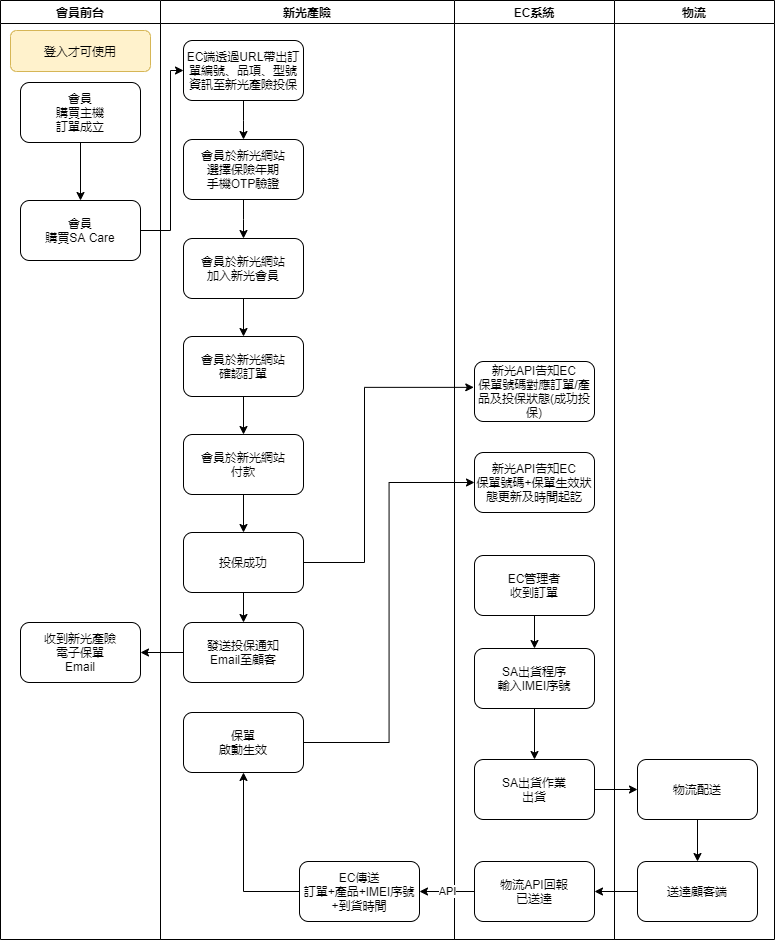 會員前台
新光產險
EC系統
物流
登入才可使用
會員
購買主機
訂單成立
會員
購買SA Care
EC端透過URL帶出訂
單編號、品項、型號
資訊至新光產險投保
會員於新光網站
選擇保險年期
手機OTP驗證
會員於新光網站
加入新光會員
會員於新光網站
確認訂單
會員於新光網站
付款
投保成功
發送投保通知
Email至顧客
收到新光產險
電子保單
Email
保單
啟動生效
EC傳送
訂單+產品+IMEI序號
+到貨時間
API
新光API告知EC
保單號碼對應訂單/產
品及投保狀態(成功投
保)
新光API告知EC
保單號碼+保單生效狀
態更新及時間起訖
EC管理者
收到訂單
SA出貨程序
輸入IMEI序號
SA出貨作業
出貨
物流API回報
已送達
物流配送
送達顧客端